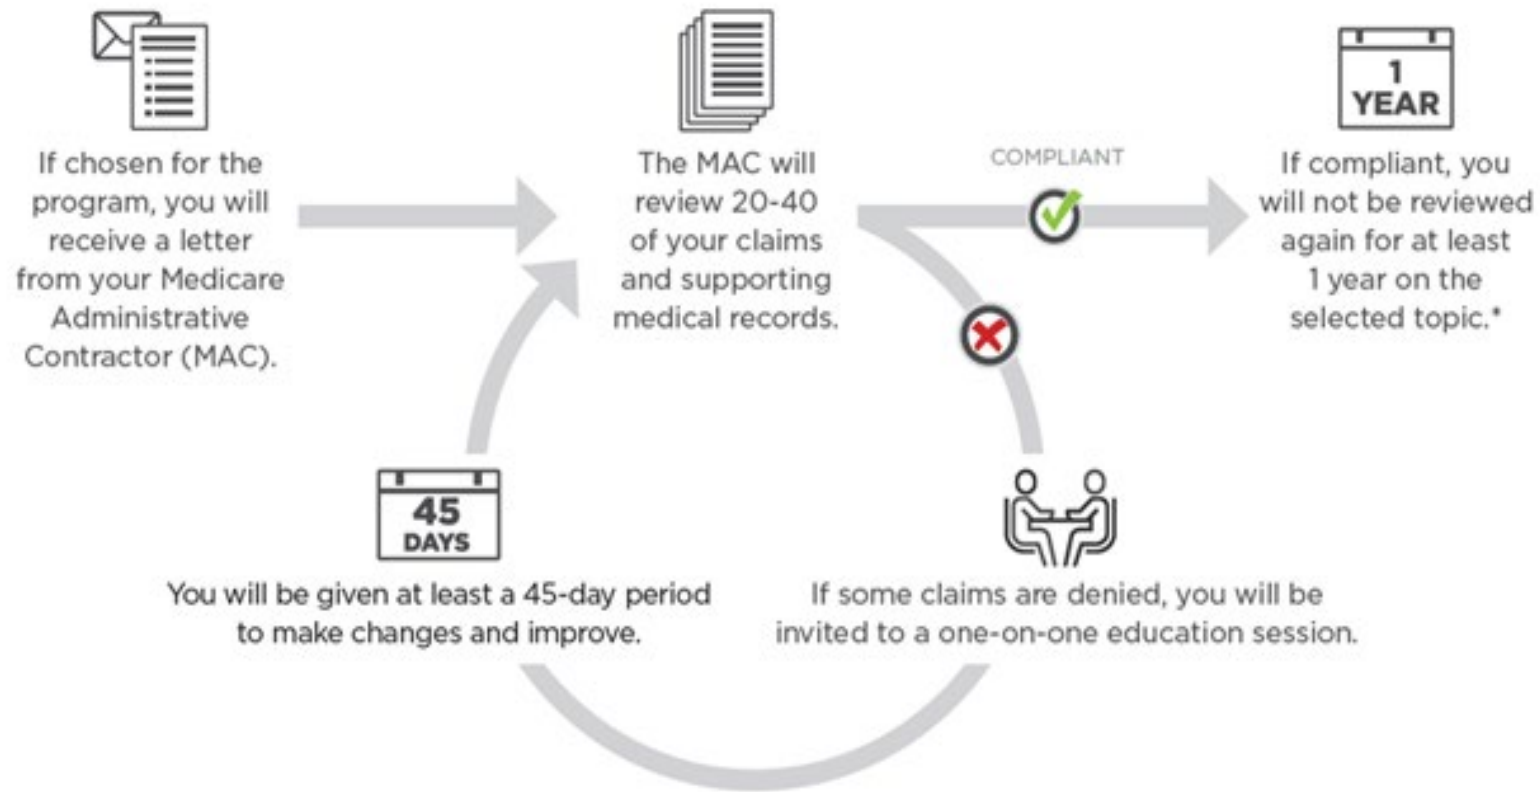 If chosen for the
program, you will
receive a letter
from your Medicare
Administrative
Contractor (MAC).
The MAC will
review 20-40
of your claims
and supporting
medical records.
COMPLIANT
1
YEAR
If compliant, you
will not be reviewed
again for at least
1 year on the
selected topic.*
45
DAYS
You will be given at least a 45-day period
to make changes and improve.
If some claims are denied, you will be
invited to a one-on-one education session.